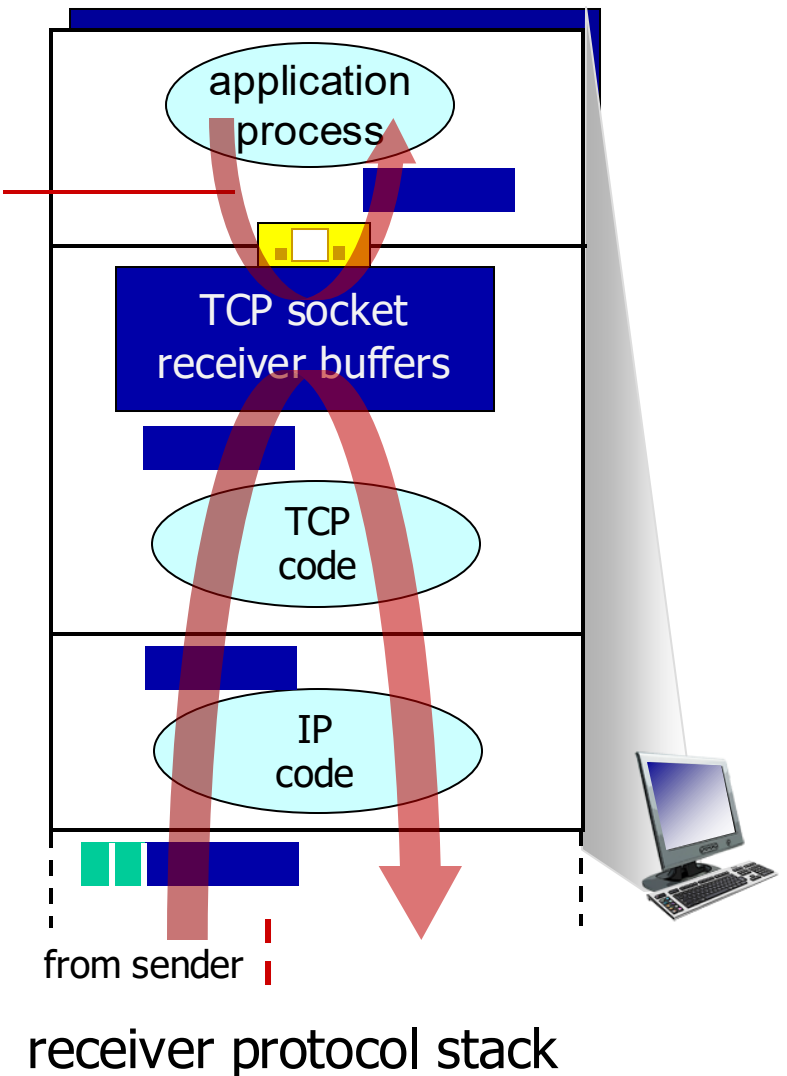 application
process
TCP socket
receiver buffers
TCP
code
IP
code
from sender
receiver protocol stack